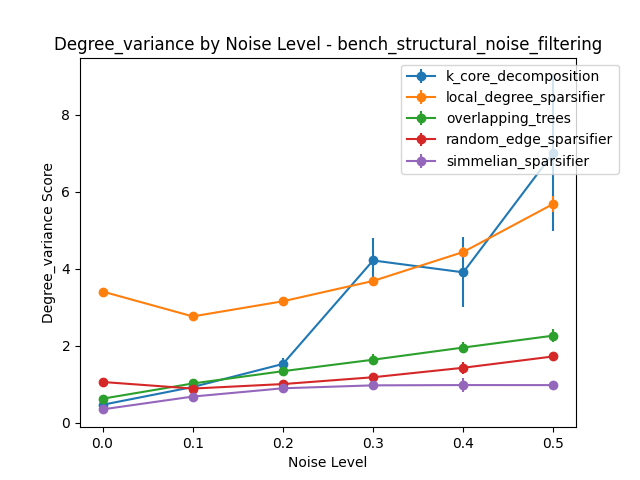 Degree_variance by Noise Level - bench_structural_noise_filtering
k_core_decomposition
local_degree_sparsifier
overlapping_trees
random_edge_sparsifier
simmelian_sparsifier
Degree_variance Score
8
6
4
2
0
0.0 0.1 0.2 0.3 0.4 0.5
Noise Level